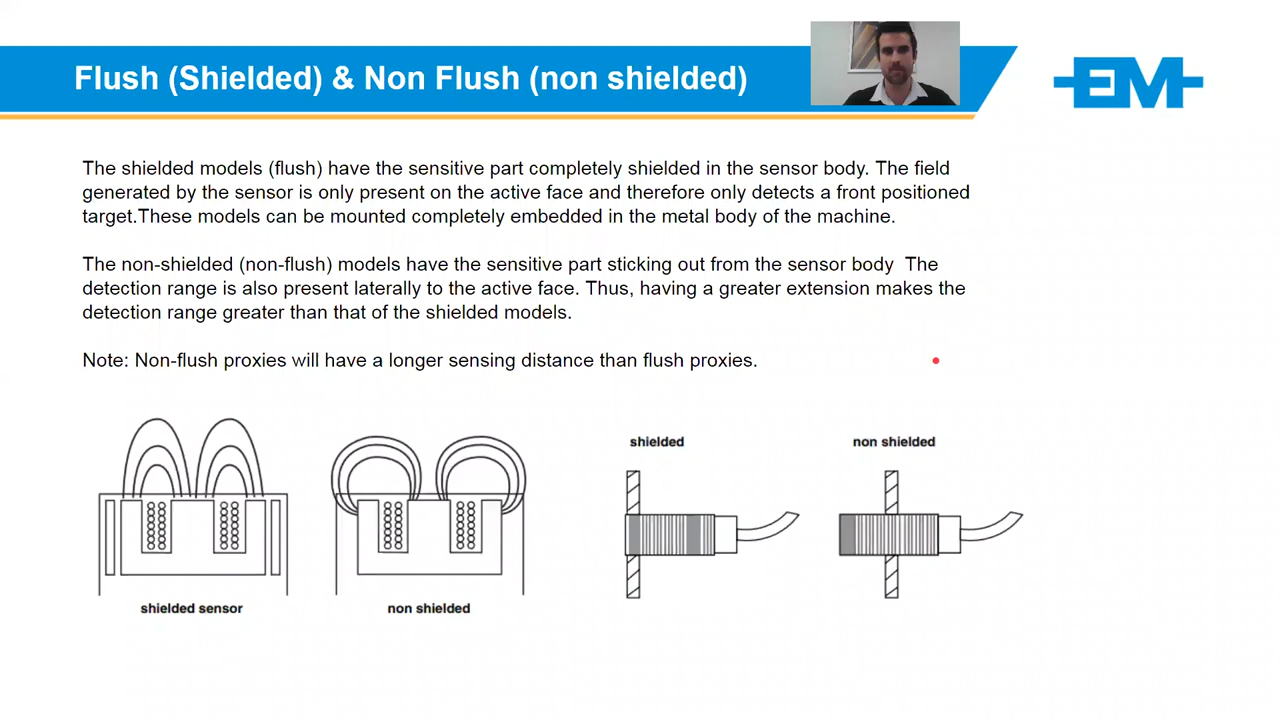 Flush (Shielded) & Non Flush (non shielded)
EM
The shielded models (flush) have the sensitive part completely shielded in the sensor body. The field
generated by the sensor is only present on the active face and therefore only detects a front positioned
target.These models can be mounted completely embedded in the metal body of the machine.
The non-shielded (non-flush) models have the sensitive part sticking out from the sensor body The
detection range is also present laterally to the active face. Thus, having a greater extension makes the
detection range greater than that of the shielded models.
Note: Non-flush proxies will have a longer sensing distance than flush proxies.
shielded
non shielded
shielded sensor
non shielded